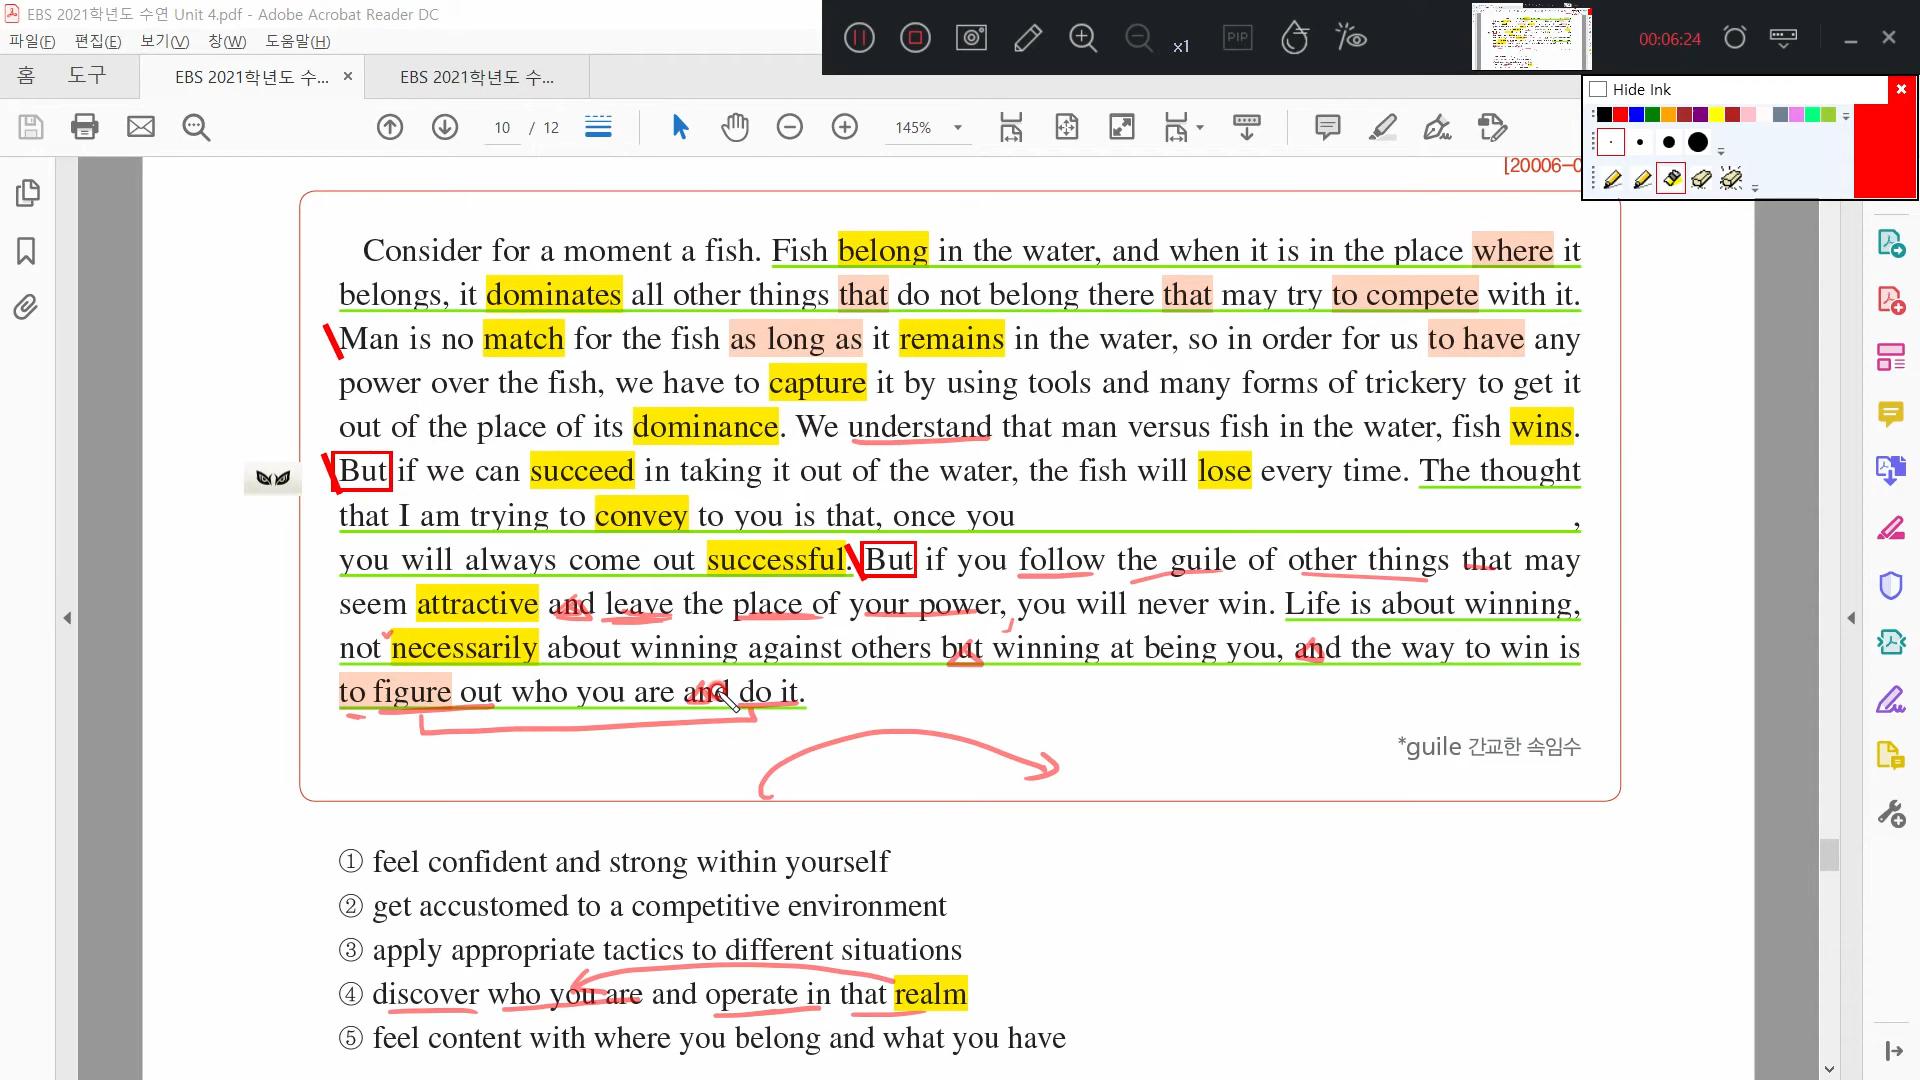 EBS 2021학년도 수연 Unit 4.pdf - Adobe Acrobat Reader DC
파일(F) 편집(E) 보기(V) 창(W) 도움말(H)
x1
PIP
00:06:24
홈 도구 EBS 2021학년도 수... × EBS 2021학년도 수...
Hide Ink
10 / 12
145%
[20006-0
Consider for a moment a fish. Fish belong in the water, and when it is in the place where it
belongs, it dominates all other things that do not belong there that may try to compete with it.
Man is no match for the fish as long as it remains in the water, so in order for us to have any
power over the fish, we have to capture it by using tools and many forms of trickery to get it
out of the place of its dominance. We understand that man versus fish in the water, fish wins.
But if we can succeed in taking it out of the water, the fish will lose every time. The thought
that I am trying to convey to you is that, once you ,
you will always come out successful. But if you follow the guile of other things that may
seem attractive and leave the place of your power, you will never win. Life is about winning,
not necessarily about winning against others but winning at being you, and the way to win is
to figure out who you are and do it.
*guile 간교한 속임수
① feel confident and strong within yourself
② get accustomed to a competitive environment
③ apply appropriate tactics to different situations
④ discover who you are and operate in that realm
⑤ feel content with where you belong and what you have